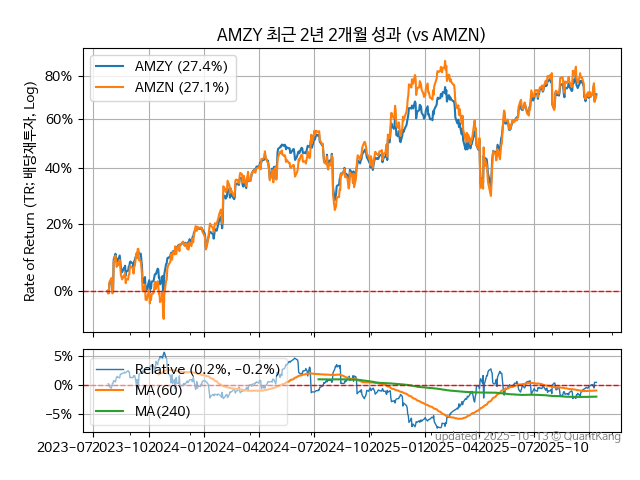 AMZY 최근 2년 2개월 성과 (vs AMZN)
Rate of Return (TR: 배당재투자, Log)
AMZY (27.4%)
AMZN (27.1%)
80%
60%
40%
20%
0%
5%
0%
−5%
Relative (0.2%, −0.2%)
MA(60)
MA(240)
2023-07
2023-10
2024-01
2024-04
2024-07
2024-10
2025-01
2025-04
2025-07
2025-10
updated: 2025-10-13 © QuantKang